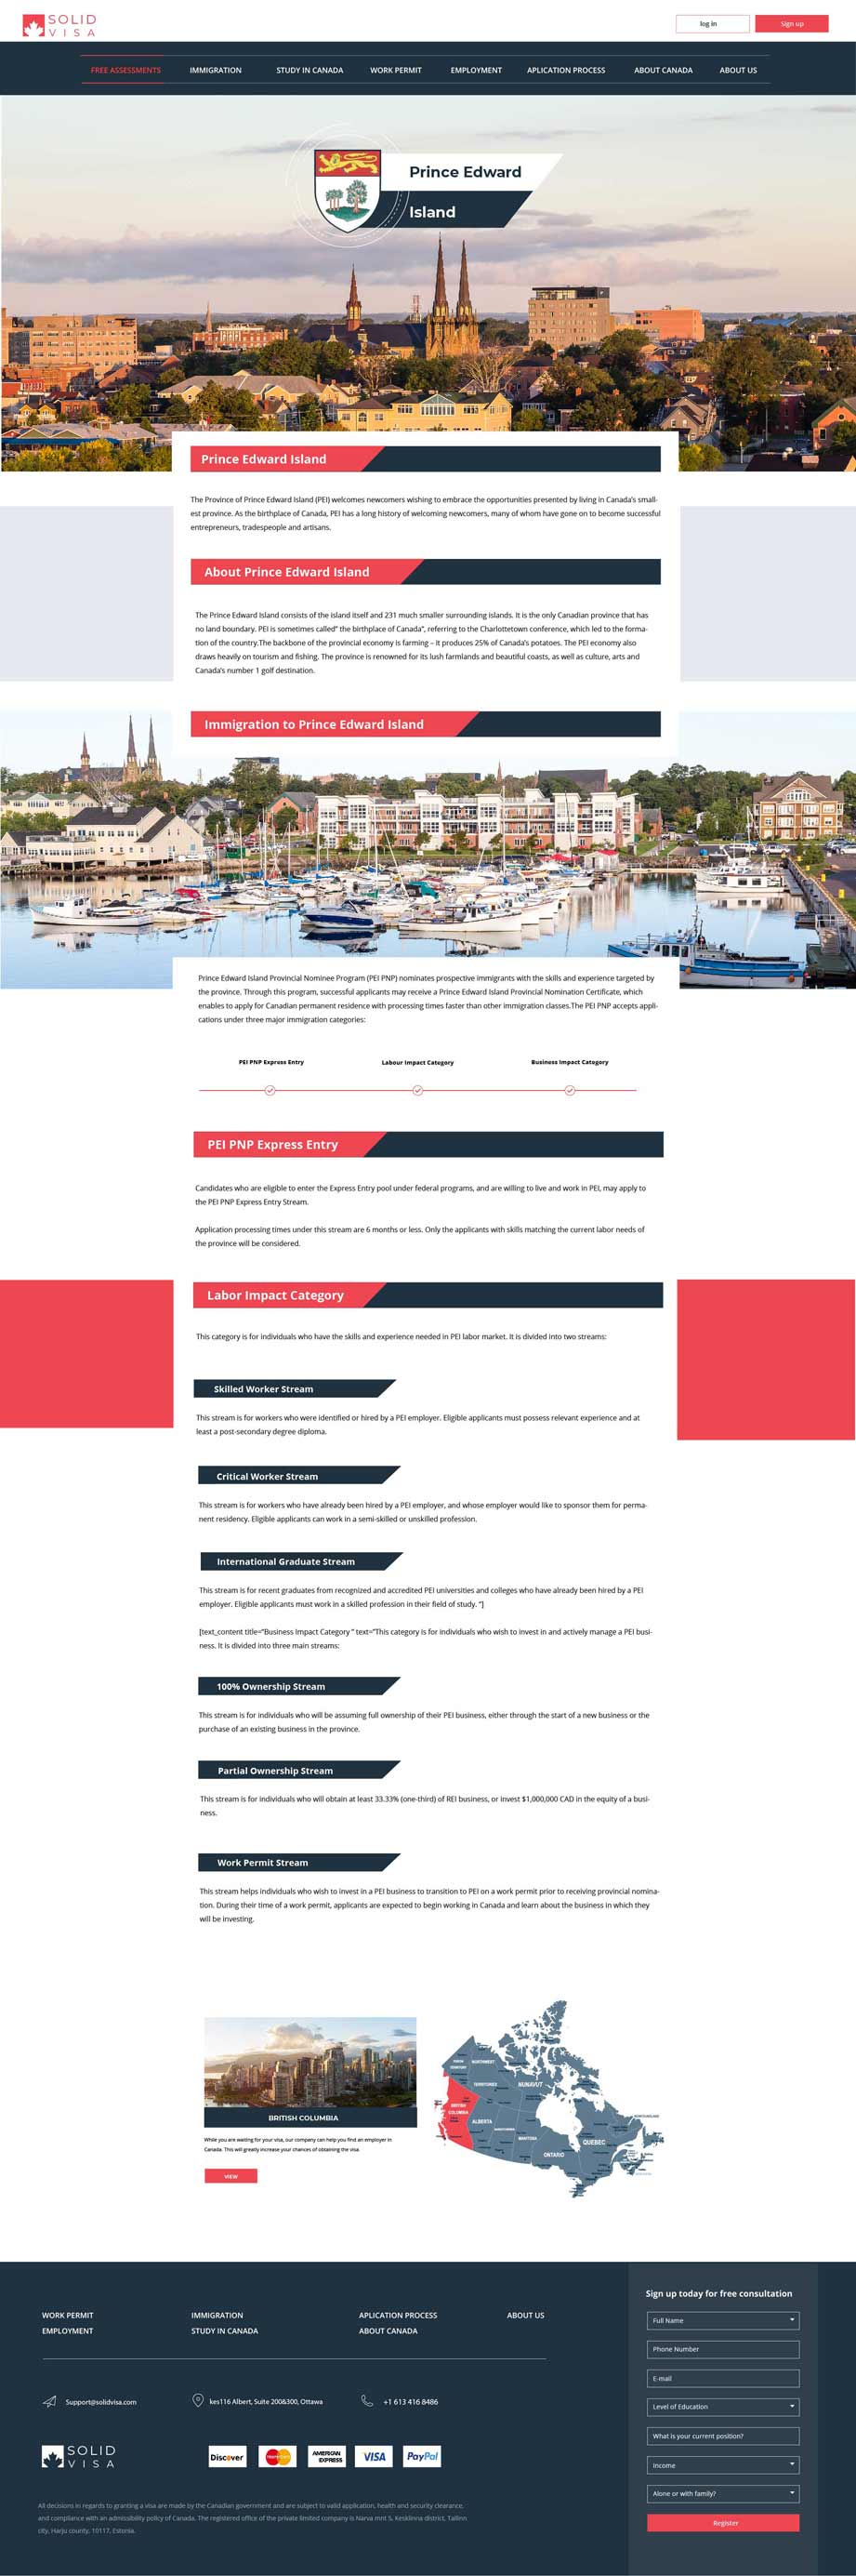 SOLID
VISA
log in
Sign up
FREE ASSESSMENTS
IMMIGRATION
STUDY IN CANADA
WORK PERMIT
EMPLOYMENT
APLICATION PROCESS
ABOUT CANADA
ABOUT US
Prince Edward
Island
Prince Edward Island
The Province of Prince Edward Island (PEI) welcomes newcomers wishing to embrace the opportunities presented by living in Canada's small-
est province. As the birthplace of Canada, PEI has a long history of welcoming newcomers, many of whom have gone on to become successful
entrepreneurs, tradespeople and artisans.
About Prince Edward Island
The Prince Edward Island consists of the island itself and 231 much smaller surrounding islands. It is the only Canadian province that has
no land boundary. PEI is sometimes called" the birthplace of Canada", referring to the Charlottetown conference, which led to the forma-
tion of the country.The backbone of the provincial economy is farming – it produces 25% of Canada's potatoes. The PEI economy also
draws heavily on tourism and fishing. The province is renowned for its lush farmlands and beautiful coasts, as well as culture, arts and
Canada's number 1 golf destination.
Immigration to Prince Edward Island
Prince Edward Island Provincial Nominee Program (PEI PNP) nominates prospective immigrants with the skills and experience targeted by
the province. Through this program, successful applicants may receive a Prince Edward Island Provincial Nomination Certificate, which
enables to apply for Canadian permanent residence with processing times faster than other immigration classes.The PEI PNP accepts appli-
cations under three major immigration categories:
PEI PNP Express Entry
Labour Impact Category
Business Impact Category
PEI PNP Express Entry
Candidates who are eligible to enter the Express Entry pool under federal programs, and are willing to live and work in PEI, may apply to
the PEI PNP Express Entry Stream.
Application processing times under this stream are 6 months or less. Only the applicants with skills matching the current labor needs of
the province will be considered.
Labor Impact Category
This category is for individuals who have the skills and experience needed in PEI labor market. It is divided into two streams:
Skilled Worker Stream
This stream is for workers who were identified or hired by a PEI employer. Eligible applicants must possess relevant experience and at
least a post-secondary degree diploma.
Critical Worker Stream
This stream is for workers who have already been hired by a PEI employer, and whose employer would like to sponsor them for perma-
nent residency. Eligible applicants can work in a semi-skilled or unskilled profession.
International Graduate Stream
This stream is for recent graduates from recognized and accredited PEI universities and colleges who have already been hired by a PEI
employer. Eligible applicants must work in a skilled profession in their field of study. "]
[text_content title="Business Impact Category " text="This category is for individuals who wish to invest in and actively manage a PEI busi-
ness. It is divided into three main streams:
100% Ownership Stream
This stream is for individuals who will be assuming full ownership of their PEI business, either through the start of a new business or the
purchase of an existing business in the province.
Partial Ownership Stream
This stream is for individuals who will obtain at least 33.33% (one-third) of REI business, or invest $1,000,000 CAD in the equity of a busi-
ness.
Work Permit Stream
This stream helps individuals who wish to invest in a PEI business to transition to PEI on a work permit prior to receiving provincial nomina-
tion. During their time of a work permit, applicants are expected to begin working in Canada and learn about the business in which they
will be investing.
BRITISH COLUMBIA
While you are waiting for your visa, our company can help you find an employer in
Canada. This will greatly increase your chances of obtaining the visa.
VIEW
NORTHWEST
TERRITORIES
NUNAVUT
BRITISH
COLUMBIA
ALBERTA
MANITOBA
ONTARIO
QUEBEC
WORK PERMIT
IMMIGRATION
APLICATION PROCESS
ABOUT US
EMPLOYMENT
STUDY IN CANADA
ABOUT CANADA
Support@solidvisa.com
kes116 Albert, Suite 200&300, Ottawa
+1 613 416 8486
SOLID
VISA
Discover
MasterCard
AMERICAN
EXPRESS
VISA
PayPal
All decisions in regards to granting a visa are made by the Canadian government and are subject to valid application, health and security clearance,
and compliance with an admissibility policy of Canada. The registered office of the private limited company is Narva mnt 5, Kesklinna district, Tallinn
city, Harju county, 10117, Estonia.
Sign up today for free consultation
Full Name
Phone Number
E-mail
Level of Education
What is your current position?
Income
Alone or with family?
Register